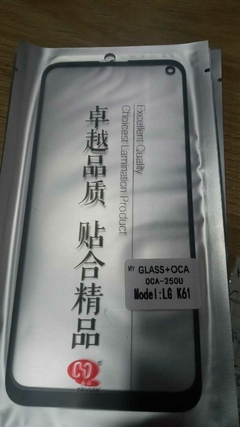 Excellent Quality
Choicest Lamination Product
卓越品质 贴合精品
MY GLASS+OCA
OCA-250U
Model:LG K61